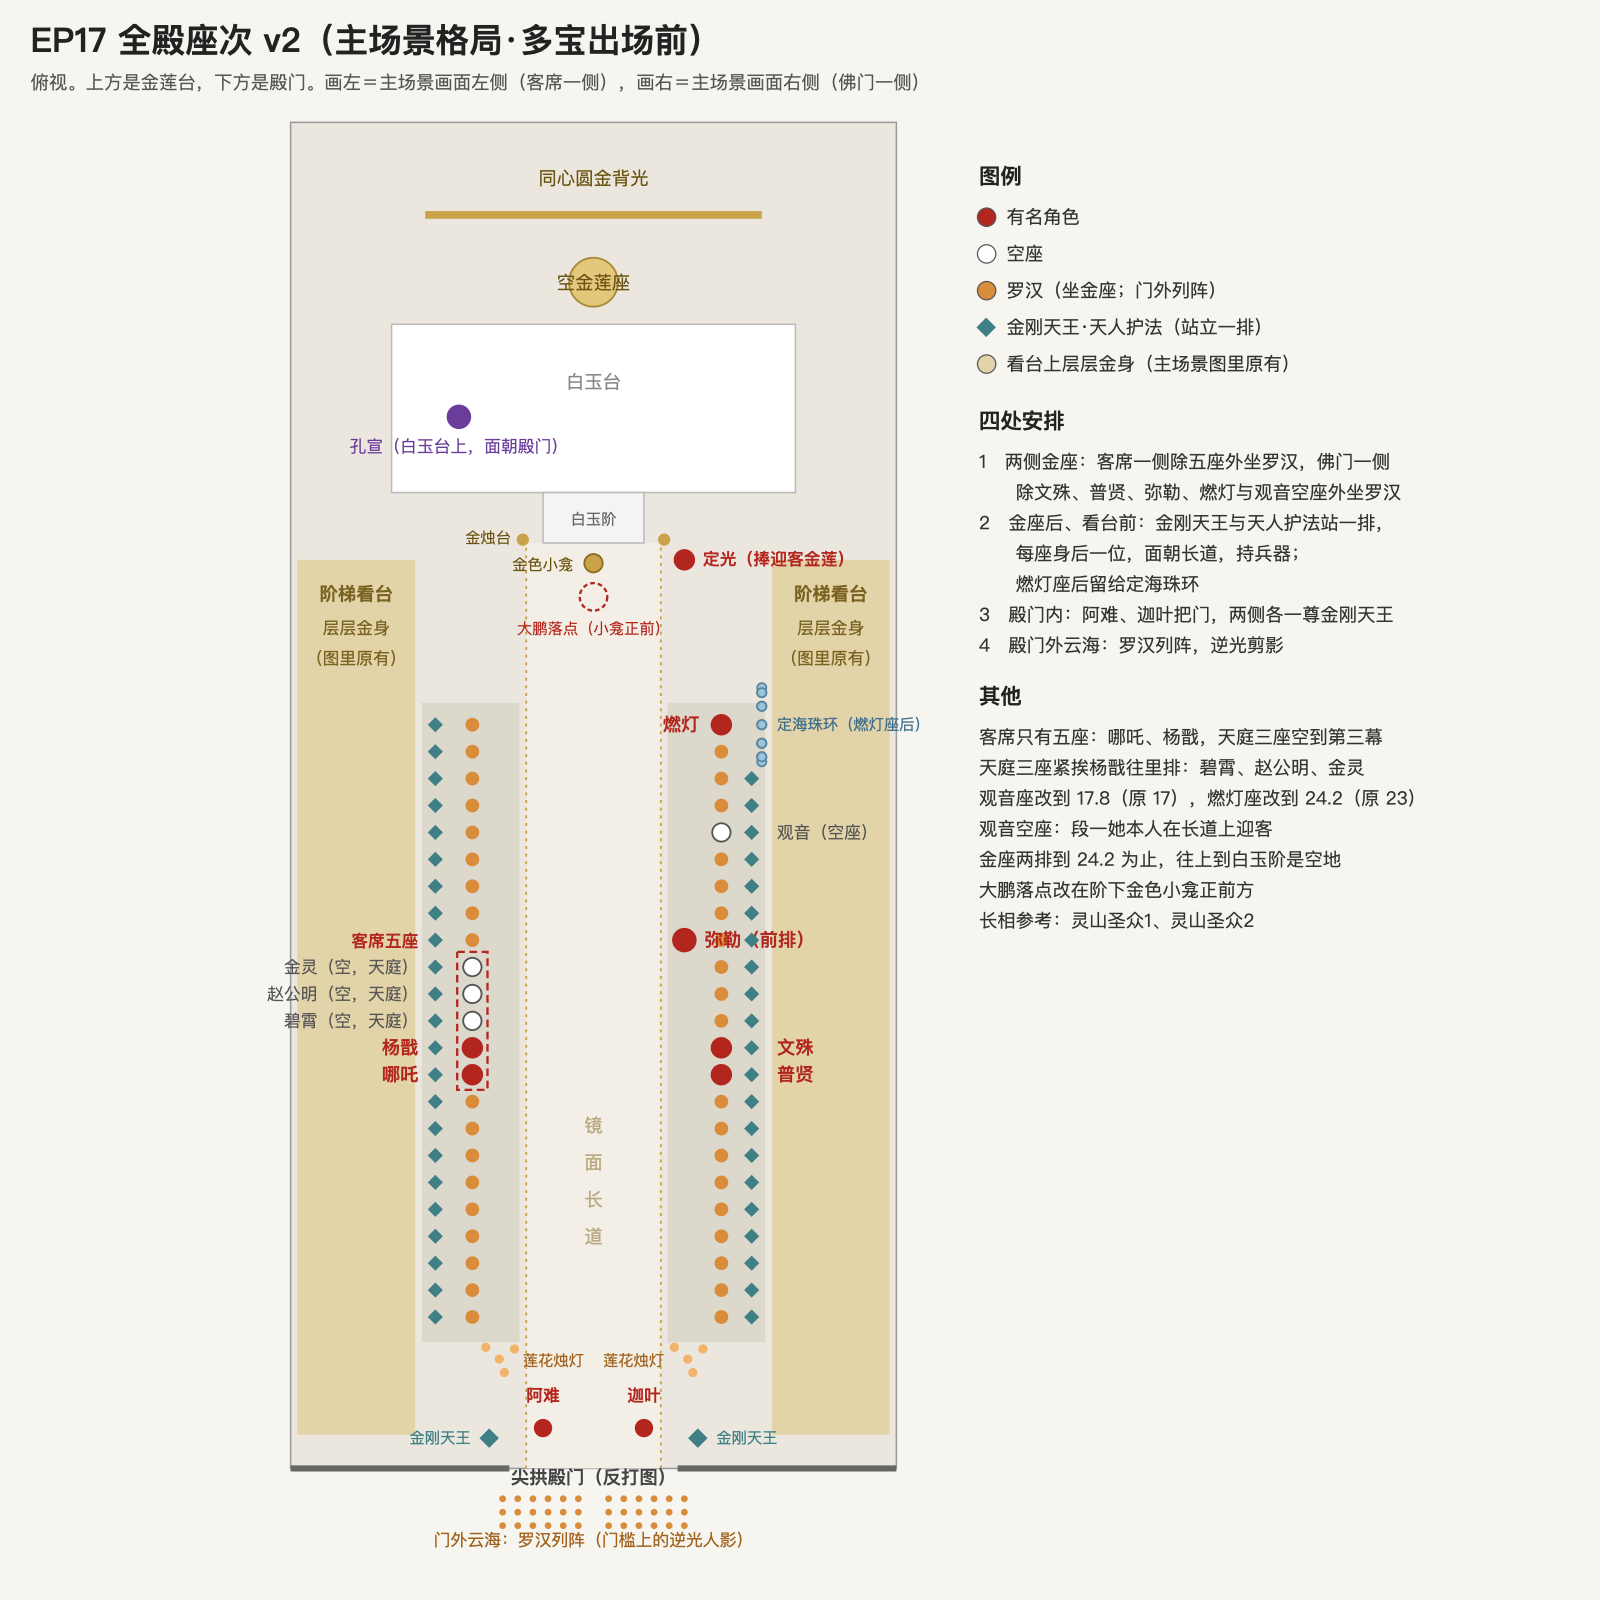 EP17 全殿座次 v2（主场景格局·多宝出场前）
俯视。上方是金莲台，下方是殿门。画左＝主场景画面左侧（客席一侧），画右＝主场景画面右侧（佛门一侧）
同心圆金背光
空金莲座
白玉台
孔宣（白玉台上，面朝殿门）
白玉阶
金烛台
金色小龛
定光（捧迎客金莲）
大鹏落点（小龛正前）
阶梯看台
层层金身
（图里原有）
阶梯看台
层层金身
（图里原有）
燃灯
定海珠环（燃灯座后）
观音（空座）
弥勒（前排）
客席五座
金灵（空，天庭）
赵公明（空，天庭）
碧霄（空，天庭）
杨戬
哪吒
文殊
普贤
镜
面
长
道
莲花烛灯
莲花烛灯
阿难
迦叶
金刚天王
金刚天王
尖拱殿门（反打图）
门外云海：罗汉列阵（门槛上的逆光人影）
图例
有名角色
空座
罗汉（坐金座；门外列阵）
金刚天王·天人护法（站立一排）
看台上层层金身（主场景图里原有）
四处安排
1 两侧金座：客席一侧除五座外坐罗汉，佛门一侧
除文殊、普贤、弥勒、燃灯与观音空座外坐罗汉
2 金座后、看台前：金刚天王与天人护法站一排，
每座身后一位，面朝长道，持兵器；
燃灯座后留给定海珠环
3 殿门内：阿难、迦叶把门，两侧各一尊金刚天王
4 殿门外云海：罗汉列阵，逆光剪影
其他
客席只有五座：哪吒、杨戬，天庭三座空到第三幕
天庭三座紧挨杨戬往里排：碧霄、赵公明、金灵
观音座改到 17.8（原 17），燃灯座改到 24.2（原 23）
观音空座：段一她本人在长道上迎客
金座两排到 24.2 为止，往上到白玉阶是空地
大鹏落点改在阶下金色小龛正前方
长相参考：灵山圣众1、灵山圣众2